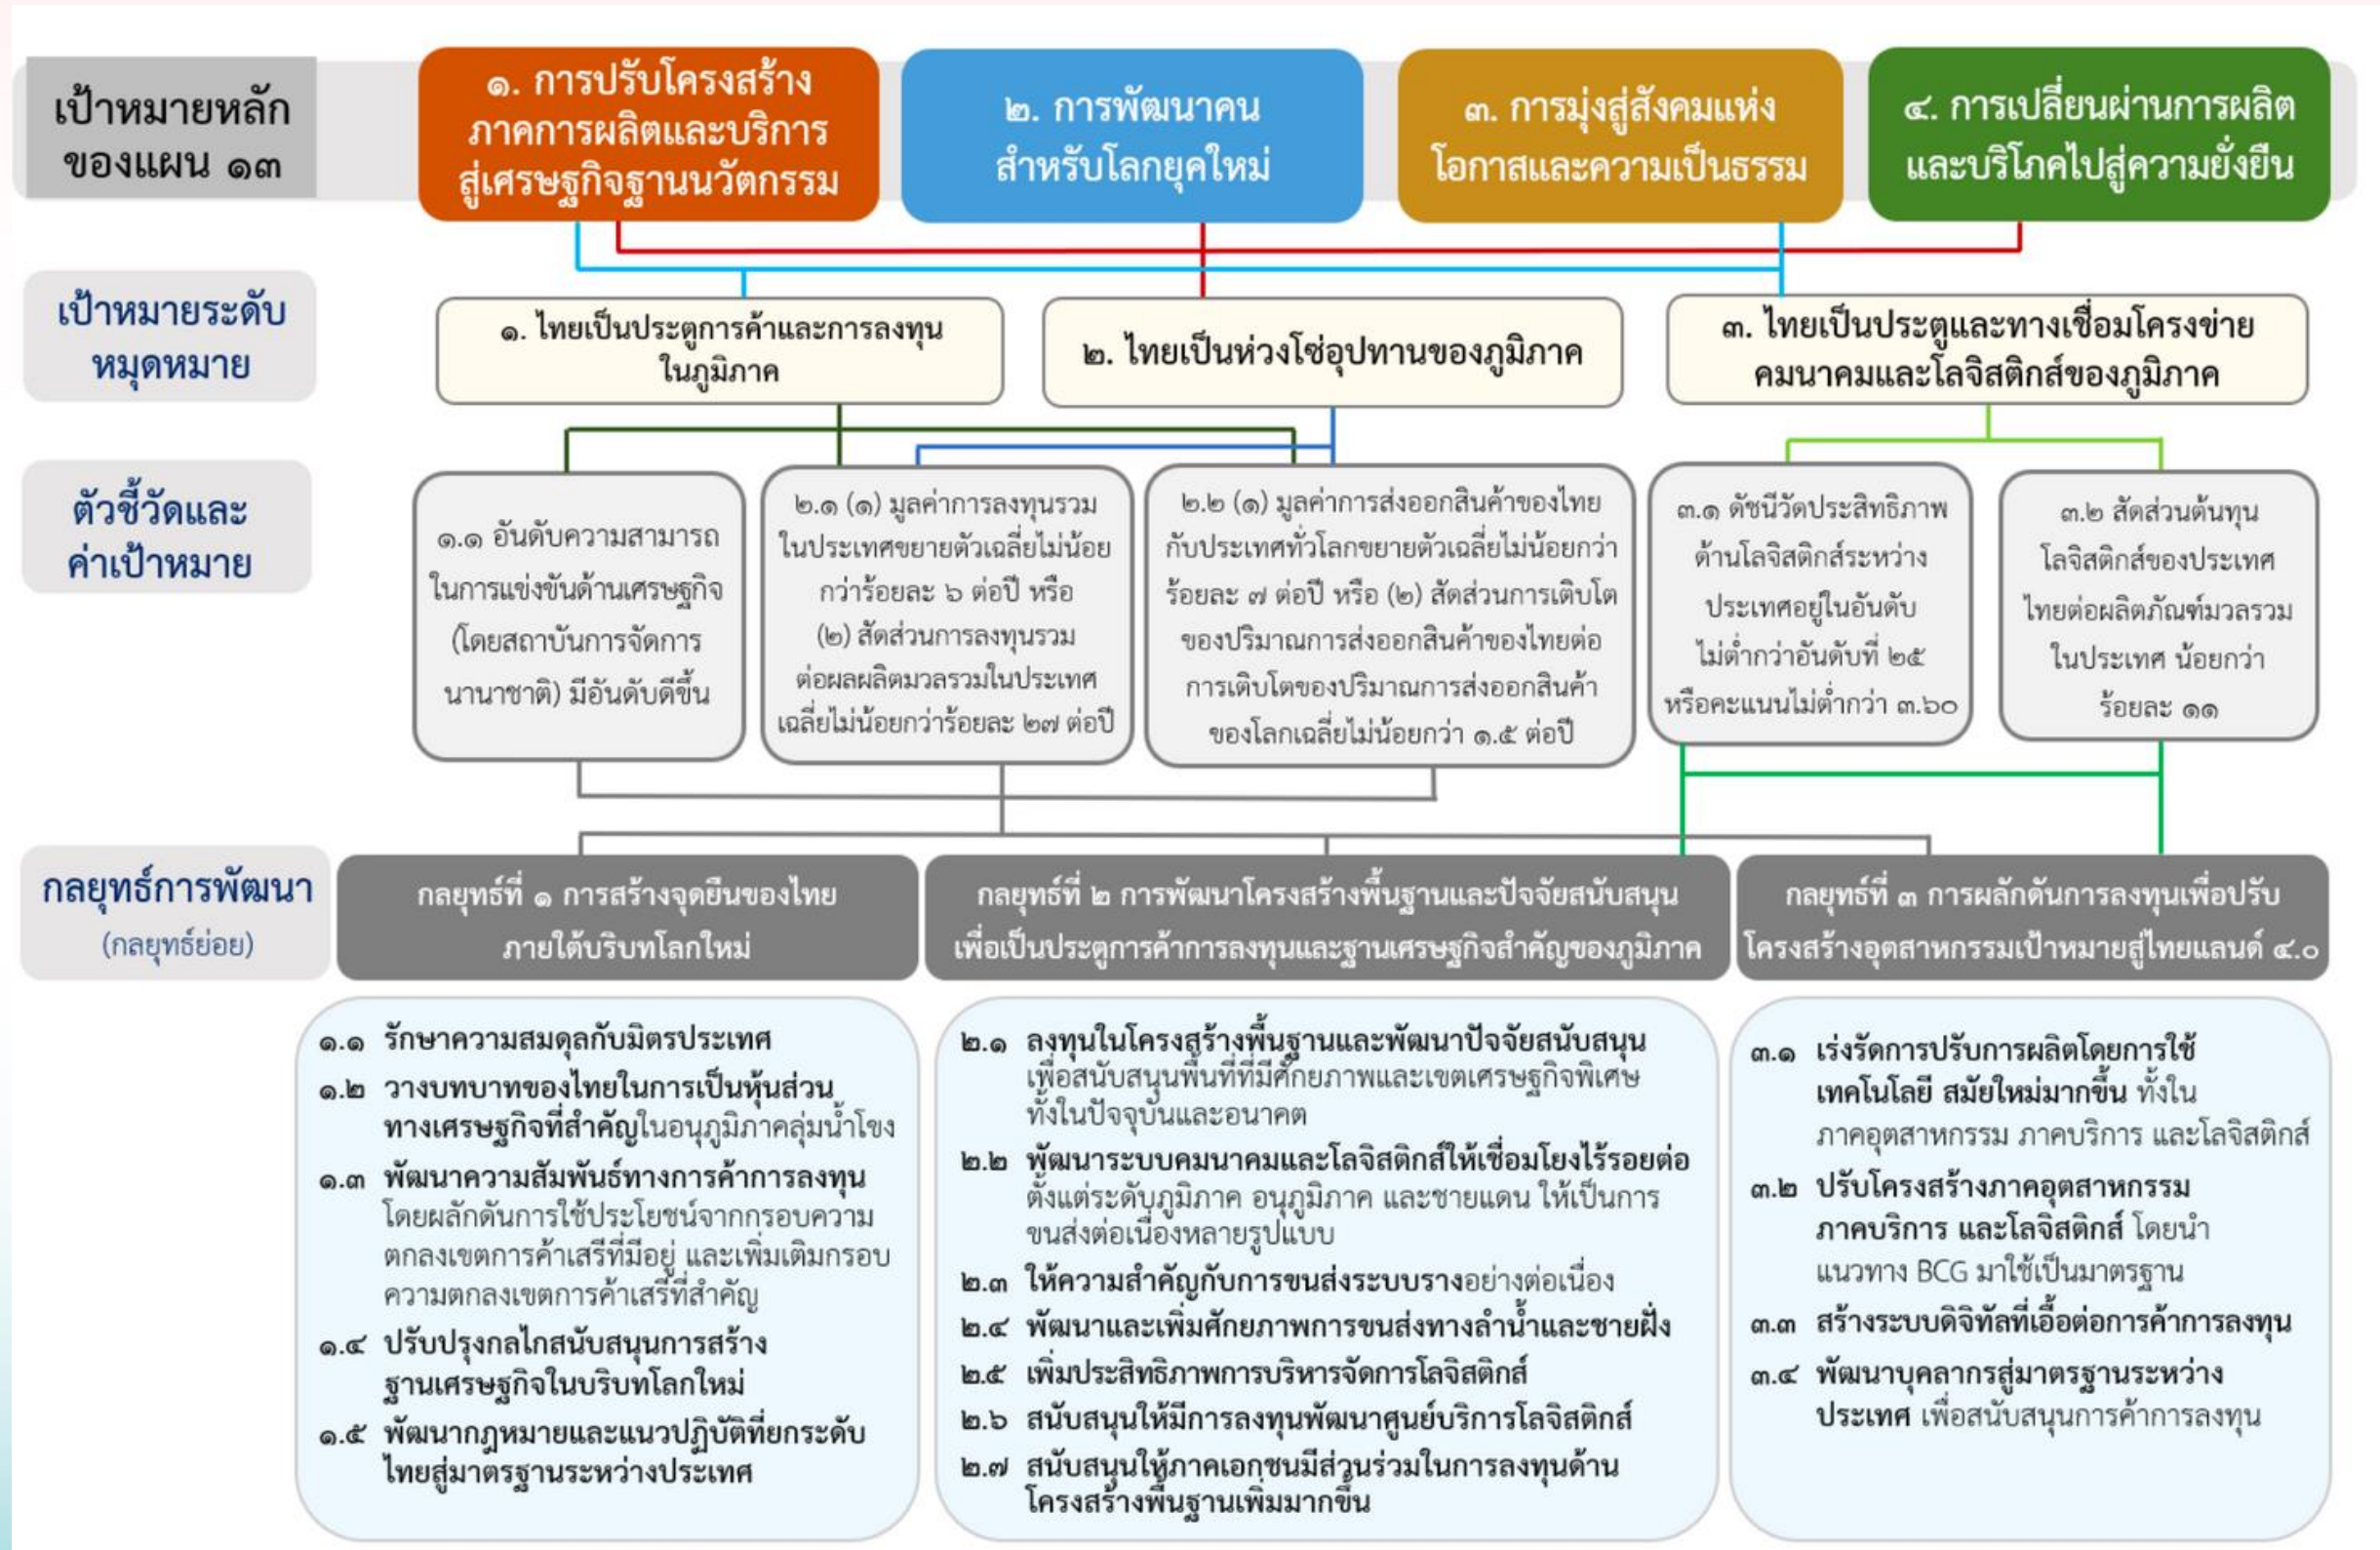 เป้าหมายหลัก
ของแผน ๑๓
๑. การปรับโครงสร้าง
ภาคการผลิตและบริการ
สู่เศรษฐกิจฐานนวัตกรรม
๒. การพัฒนาคน
สำหรับโลกยุคใหม่
๓. การมุ่งสู่สังคมแห่ง
โอกาสและความเป็นธรรม
๔. การเปลี่ยนผ่านการผลิต
และบริโภคไปสู่ความยั่งยืน
เป้าหมายระดับ
หมุดหมาย
๑. ไทยเป็นประตูการค้าและการลงทุน
ในภูมิภาค
๒. ไทยเป็นห่วงโซ่อุปทานของภูมิภาค
๓. ไทยเป็นประตูและทางเชื่อมโครงข่าย
คมนาคมและโลจิสติกส์ของภูมิภาค
ตัวชี้วัดและ
ค่าเป้าหมาย
๑.๑ อันดับความสามารถ
ในการแข่งขันด้านเศรษฐกิจ
(โดยสถาบันการจัดการ
นานาชาติ) มีอันดับดีขึ้น
๒.๑ (๑) มูลค่าการลงทุนรวม
ในประเทศขยายตัวเฉลี่ยไม่น้อย
กว่าร้อยละ ๖ ต่อปี หรือ
(๒) สัดส่วนการลงทุนรวม
ต่อผลผลิตมวลรวมในประเทศ
เฉลี่ยไม่น้อยกว่าร้อยละ ๒๗ ต่อปี
๒.๒ (๑) มูลค่าการส่งออกสินค้าของไทย
กับประเทศทั่วโลกขยายตัวเฉลี่ยไม่น้อยกว่า
ร้อยละ ๗ ต่อปี หรือ (๒) สัดส่วนการเติบโต
ของปริมาณการส่งออกสินค้าของไทยต่อ
การเติบโตของปริมาณการส่งออกสินค้า
ของโลกเฉลี่ยไม่น้อยกว่า ๑.๕ ต่อปี
๓.๑ ดัชนีวัดประสิทธิภาพ
ด้านโลจิสติกส์ระหว่าง
ประเทศอยู่ในอันดับ
ไม่ต่ำกว่าอันดับที่ ๒๕
หรือคะแนนไม่ต่ำกว่า ๓.๖๐
๓.๒ สัดส่วนต้นทุน
โลจิสติกส์ของประเทศ
ไทยต่อผลิตภัณฑ์มวลรวม
ในประเทศ น้อยกว่า
ร้อยละ ๑๑
กลยุทธ์การพัฒนา
(กลยุทธ์ย่อย)
กลยุทธ์ที่ ๑ การสร้างจุดยืนของไทย
ภายใต้บริบทโลกใหม่
กลยุทธ์ที่ ๒ การพัฒนาโครงสร้างพื้นฐานและปัจจัยสนับสนุน
เพื่อเป็นประตูการค้าการลงทุนและฐานเศรษฐกิจสำคัญของภูมิภาค
กลยุทธ์ที่ ๓ การผลักดันการลงทุนเพื่อปรับ
โครงสร้างอุตสาหกรรมเป้าหมายสู่ไทยแลนด์ ๔.๐
๑.๑ รักษาความสมดุลกับมิตรประเทศ
๑.๒ วางบทบาทของไทยในการเป็นหุ้นส่วน
ทางเศรษฐกิจที่สำคัญในอนุภูมิภาคลุ่มน้ำโขง
๑.๓ พัฒนาความสัมพันธ์ทางการค้าการลงทุน
โดยผลักดันการใช้ประโยชน์จากกรอบความ
ตกลงเขตการค้าเสรีที่มีอยู่ และเพิ่มเติมกรอบ
ความตกลงเขตการค้าเสรีที่สำคัญ
๑.๔ ปรับปรุงกลไกสนับสนุนการสร้าง
ฐานเศรษฐกิจในบริบทโลกใหม่
๑.๕ พัฒนากฎหมายและแนวปฏิบัติที่ยกระดับ
ไทยสู่มาตรฐานระหว่างประเทศ
๒.๑ ลงทุนในโครงสร้างพื้นฐานและพัฒนาปัจจัยสนับสนุน
เพื่อสนับสนุนพื้นที่ที่มีศักยภาพและเขตเศรษฐกิจพิเศษ
ทั้งในปัจจุบันและอนาคต
๒.๒ พัฒนาระบบคมนาคมและโลจิสติกส์ให้เชื่อมโยงไร้รอยต่อ
ตั้งแต่ระดับภูมิภาค อนุภูมิภาค และชายแดน ให้เป็นการ
ขนส่งต่อเนื่องหลายรูปแบบ
๒.๓ ให้ความสำคัญกับการขนส่งระบบรางอย่างต่อเนื่อง
๒.๔ พัฒนาและเพิ่มศักยภาพการขนส่งทางลำน้ำและชายฝั่ง
๒.๕ เพิ่มประสิทธิภาพการบริหารจัดการโลจิสติกส์
๒.๖ สนับสนุนให้มีการลงทุนพัฒนาศูนย์บริการโลจิสติกส์
๒.๗ สนับสนุนให้ภาคเอกชนมีส่วนร่วมในการลงทุนด้าน
โครงสร้างพื้นฐานเพิ่มมากขึ้น
๓.๑ เร่งรัดการปรับการผลิตโดยการใช้
เทคโนโลยี สมัยใหม่มากขึ้น ทั้งใน
ภาคอุตสาหกรรม ภาคบริการ และโลจิสติกส์
๓.๒ ปรับโครงสร้างภาคอุตสาหกรรม
ภาคบริการ และโลจิสติกส์ โดยนำ
แนวทาง BCG มาใช้เป็นมาตรฐาน
๓.๓ สร้างระบบดิจิทัลที่เอื้อต่อการค้าการลงทุน
๓.๔ พัฒนาบุคลากรสู่มาตรฐานระหว่าง
ประเทศ เพื่อสนับสนุนการค้าการลงทุน